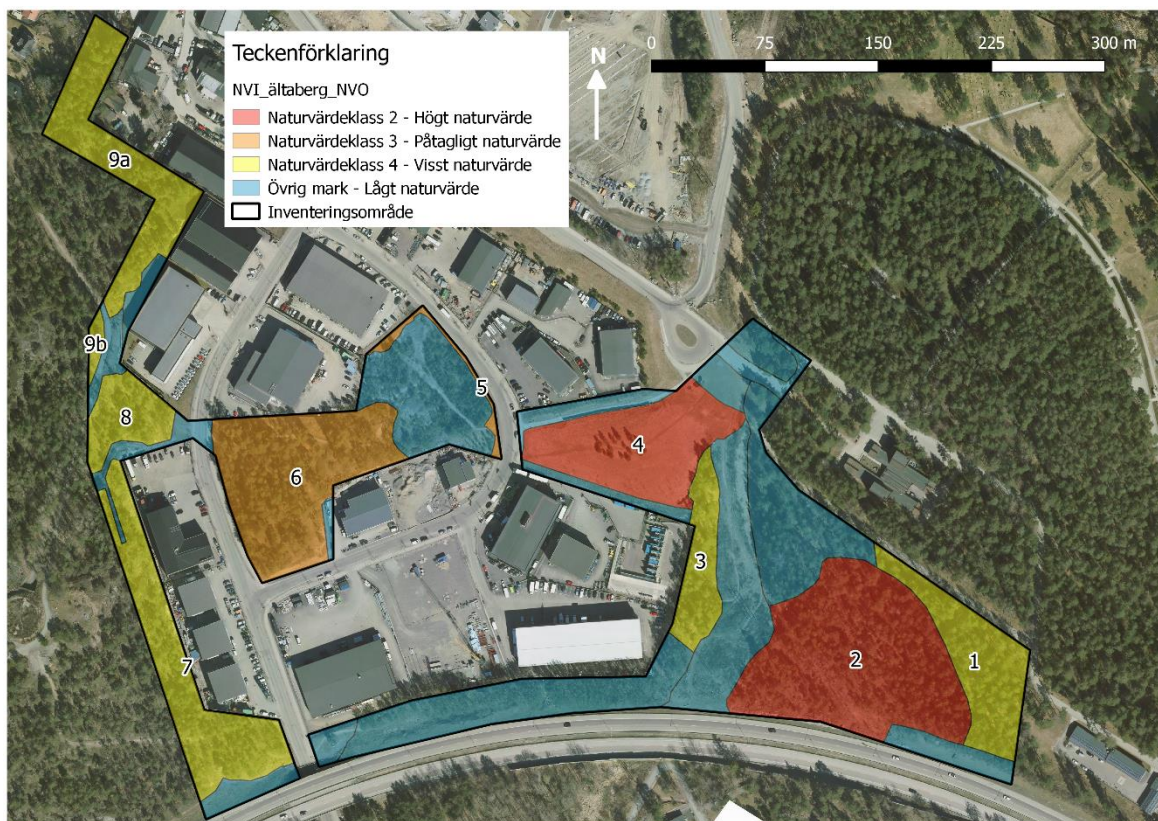 Teckenförklaring
NVI_ältaberg_NVO
Naturvärdeklass 2 - Högt naturvärde
Naturvärdeklass 3 - Påtagligt naturvärde
Naturvärdeklass 4 - Visst naturvärde
Övrig mark - Lågt naturvärde
Inventeringsområde
N
0 75 150 225 300 m
9a
9b
8
5
6
4
3
7
2
1